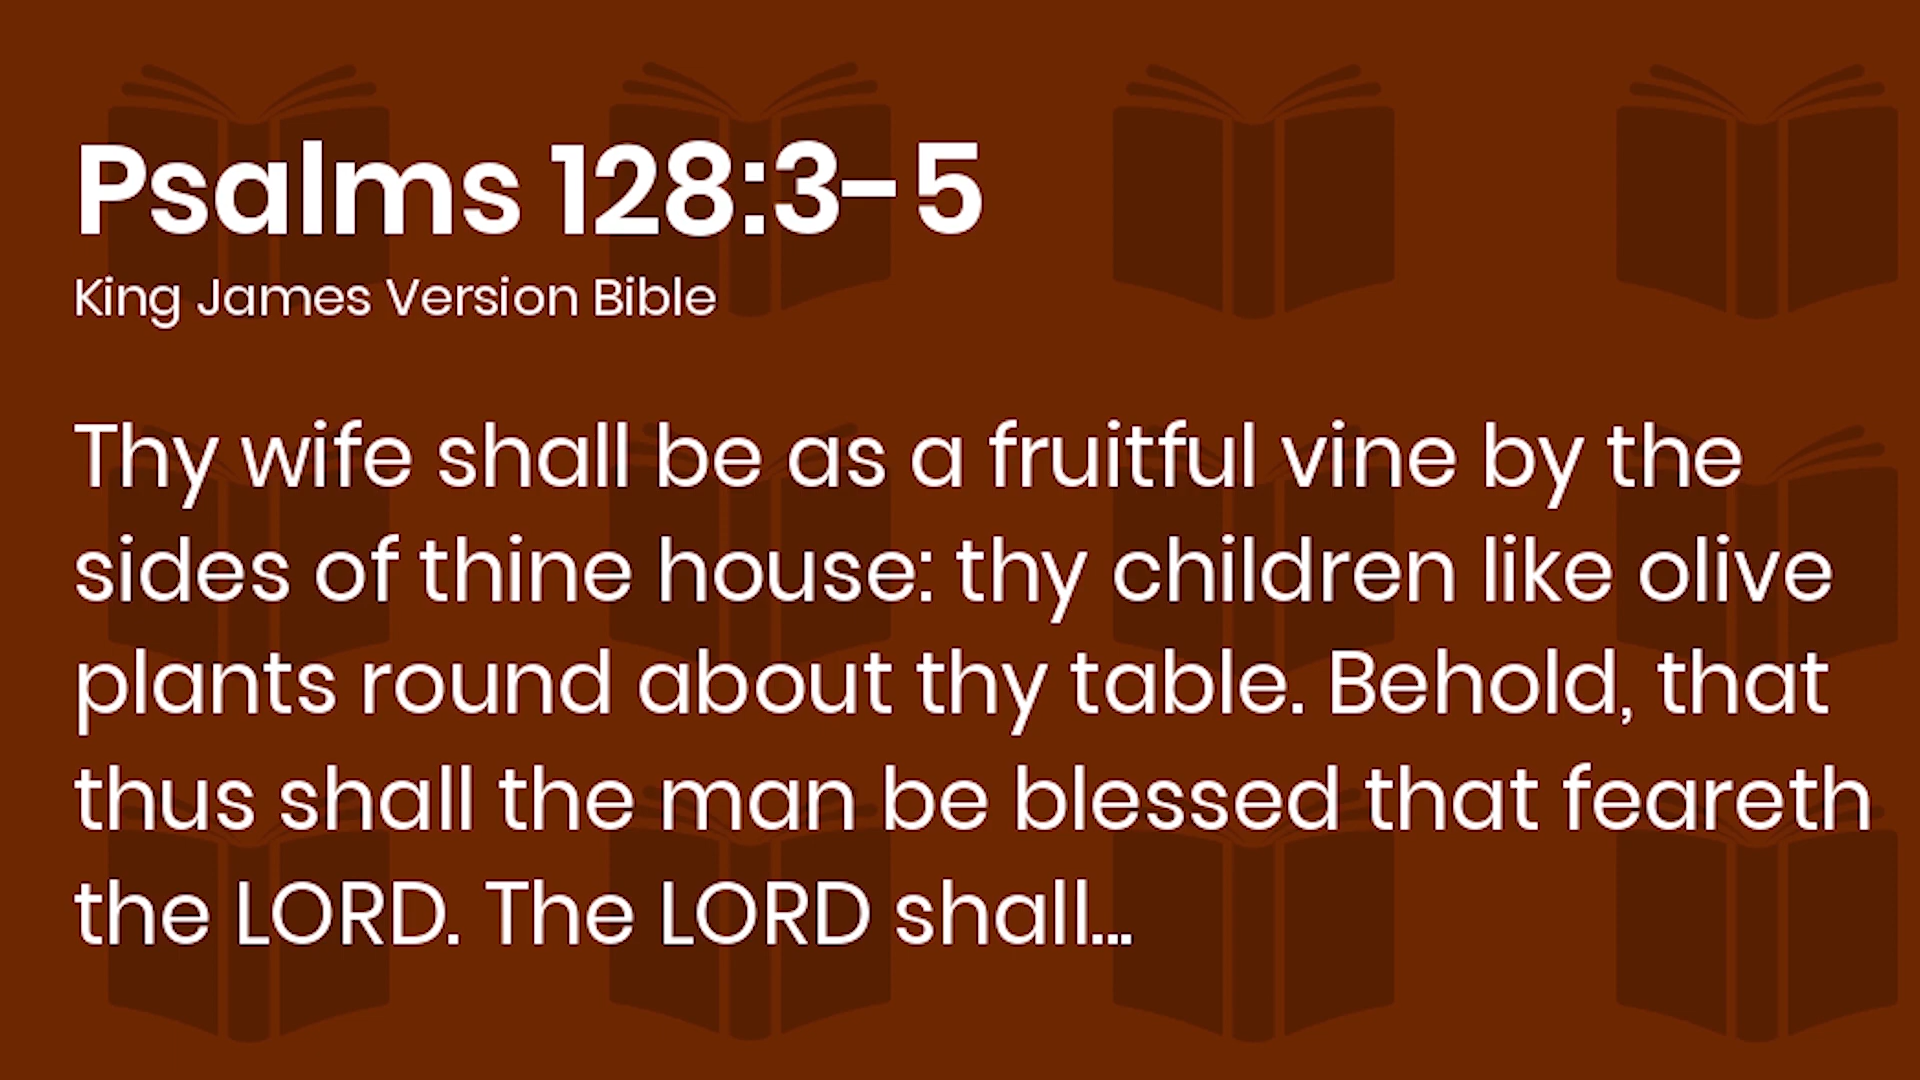 Psalms 128:3-5
King James Version Bible
Thy wife shall be as a fruitful vine by the
sides of thine house: thy children like olive
plants round about thy table. Behold, that
thus shall the man be blessed that feareth
the LORD. The LORD shall...